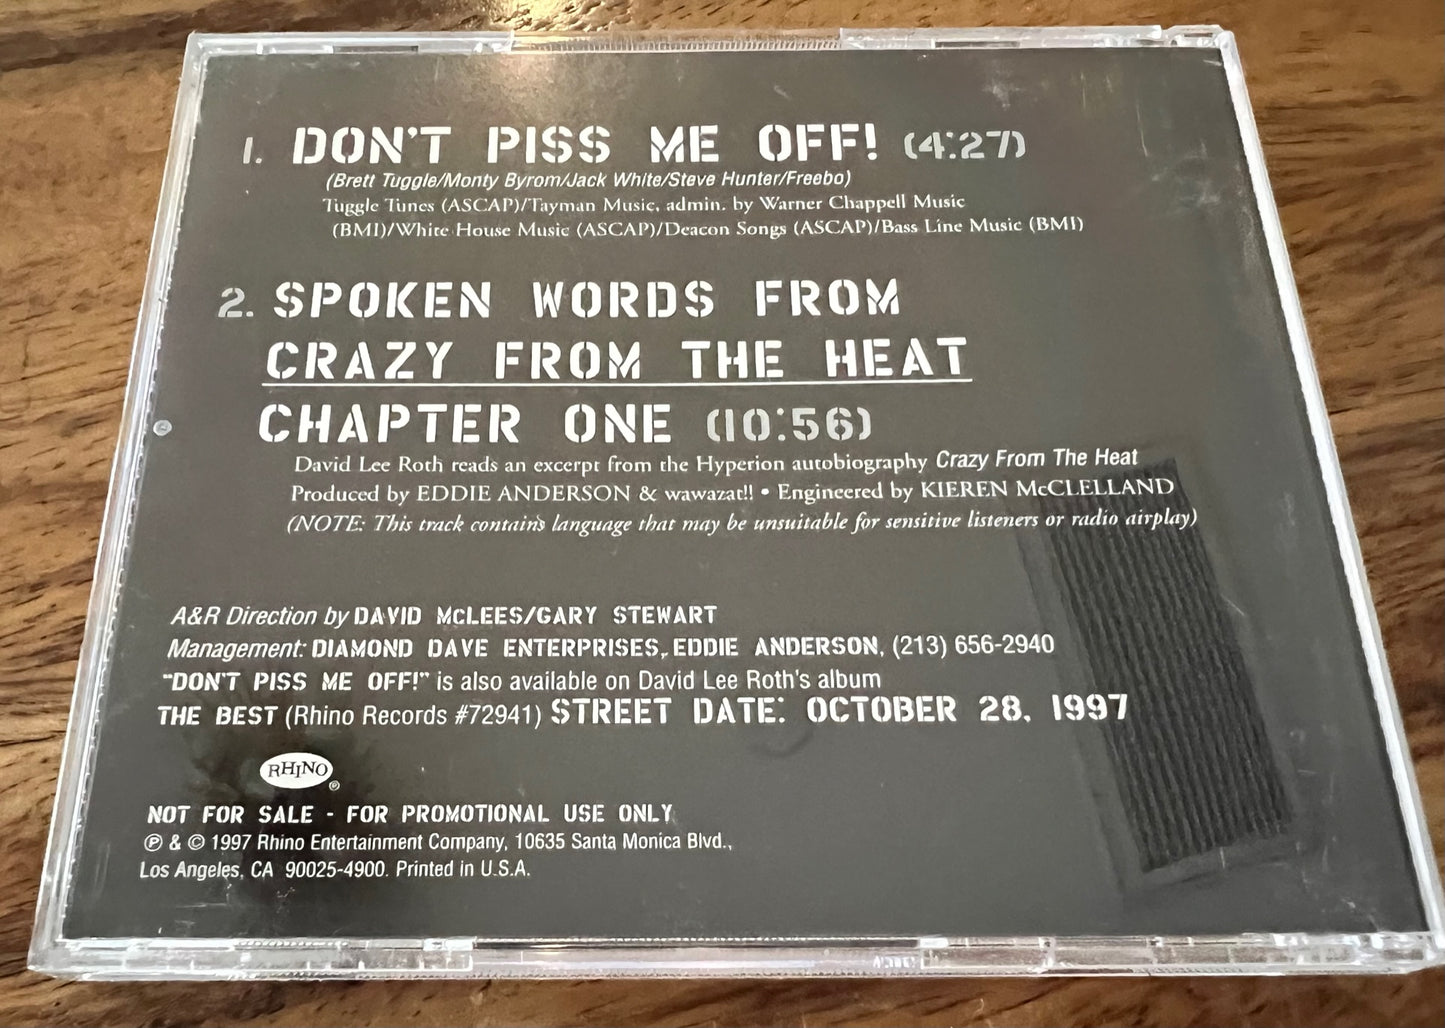 1. DON'T PISS ME OFF! (4:27)
(Brett Tuggle/Monty Byrom/Jack White/Steve Hunter/Freebo)
Tuggle Tunes (ASCAP)/Tayman Music, admin. by Warner Chappell Music
(BMI)/White House Music (ASCAP)/Deacon Songs (ASCAP)/Bass Line Music (BMI)
2. SPOKEN WORDS FROM
CRAZY FROM THE HEAT
CHAPTER ONE (10:56)
David Lee Roth reads an excerpt from the Hyperion autobiography Crazy From The Heat
Produced by EDDIE ANDERSON & wawazat!! • Engineered by KIEREN McCLELLAND
(NOTE: This track contains language that may be unsuitable for sensitive listeners or radio airplay)
A&R Direction by DAVID McLEES/GARY STEWART
Management: DIAMOND DAVE ENTERPRISES, EDDIE ANDERSON, (213) 656-2940
"DON'T PISS ME OFF!" is also available on David Lee Roth's album
THE BEST (Rhino Records #72941) STREET DATE: OCTOBER 28, 1997
RHINO ®
NOT FOR SALE - FOR PROMOTIONAL USE ONLY
℗ & © 1997 Rhino Entertainment Company, 10635 Santa Monica Blvd.,
Los Angeles, CA 90025-4900. Printed in U.S.A.